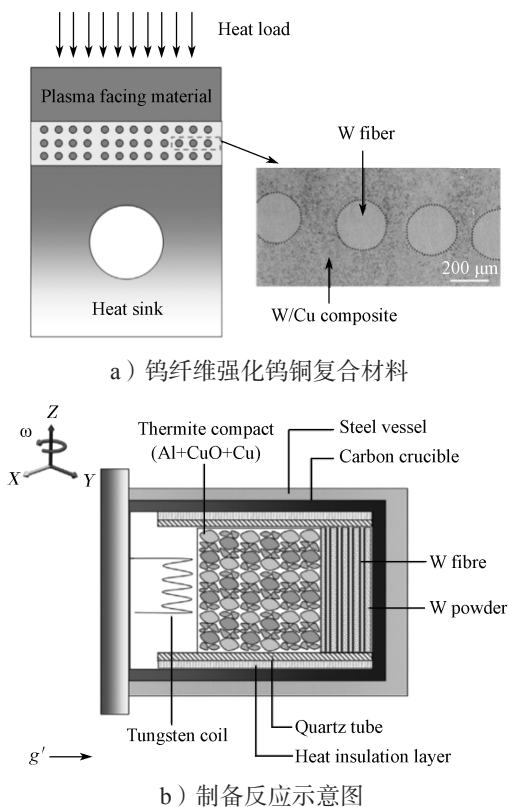 Heat load
Plasma facing material
W fiber
200 μm
Heat sink
W/Cu composite
a）钨纤维强化钨铜复合材料
Z
ω
X
Y
Thermite compact
(Al+CuO+Cu)
Steel vessel
Carbon crucible
W fibre
W powder
Tungsten coil
Quartz tube
Heat insulation layer
g′
b）制备反应示意图